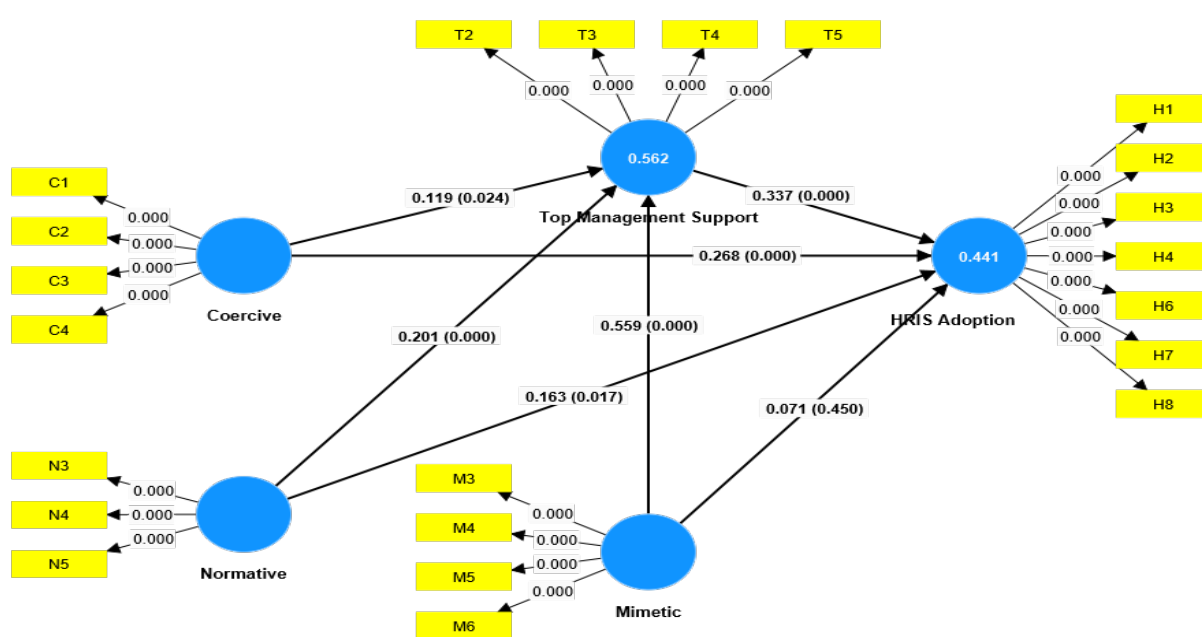 T2
T3
T4
T5
0.000
0.000
0.000
0.000
0.562
Top Management Support
C1
C2
C3
C4
0.000
0.000
0.000
0.000
Coercive
0.119 (0.024)
0.337 (0.000)
0.268 (0.000)
0.201 (0.000)
0.559 (0.000)
0.163 (0.017)
0.071 (0.450)
H1
H2
H3
H4
H6
H7
H8
0.000
0.000
0.000
0.000
0.000
0.000
0.000
0.441
HRIS Adoption
N3
N4
N5
0.000
0.000
0.000
Normative
M3
M4
M5
M6
0.000
0.000
0.000
0.000
Mimetic